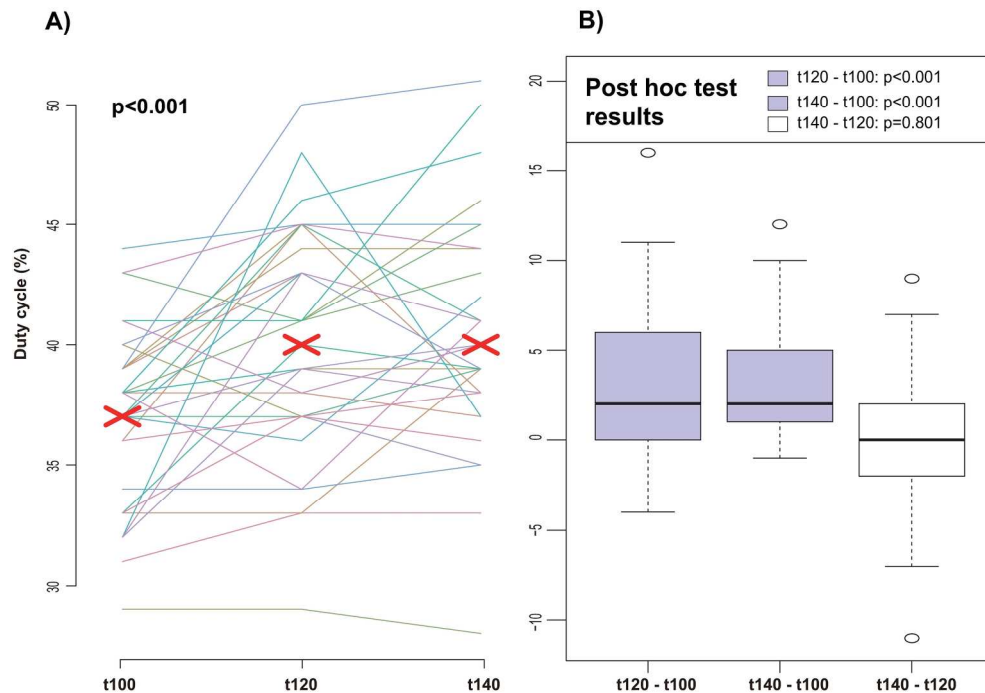 A)
p<0.001
Duty cycle (%)
50
45
40
35
30
t100
t120
t140
B)
Post hoc test
results
t120 - t100: p<0.001
t140 - t100: p<0.001
t140 - t120: p=0.801
20
15
10
5
0
-5
-10
t120 - t100
t140 - t100
t140 - t120